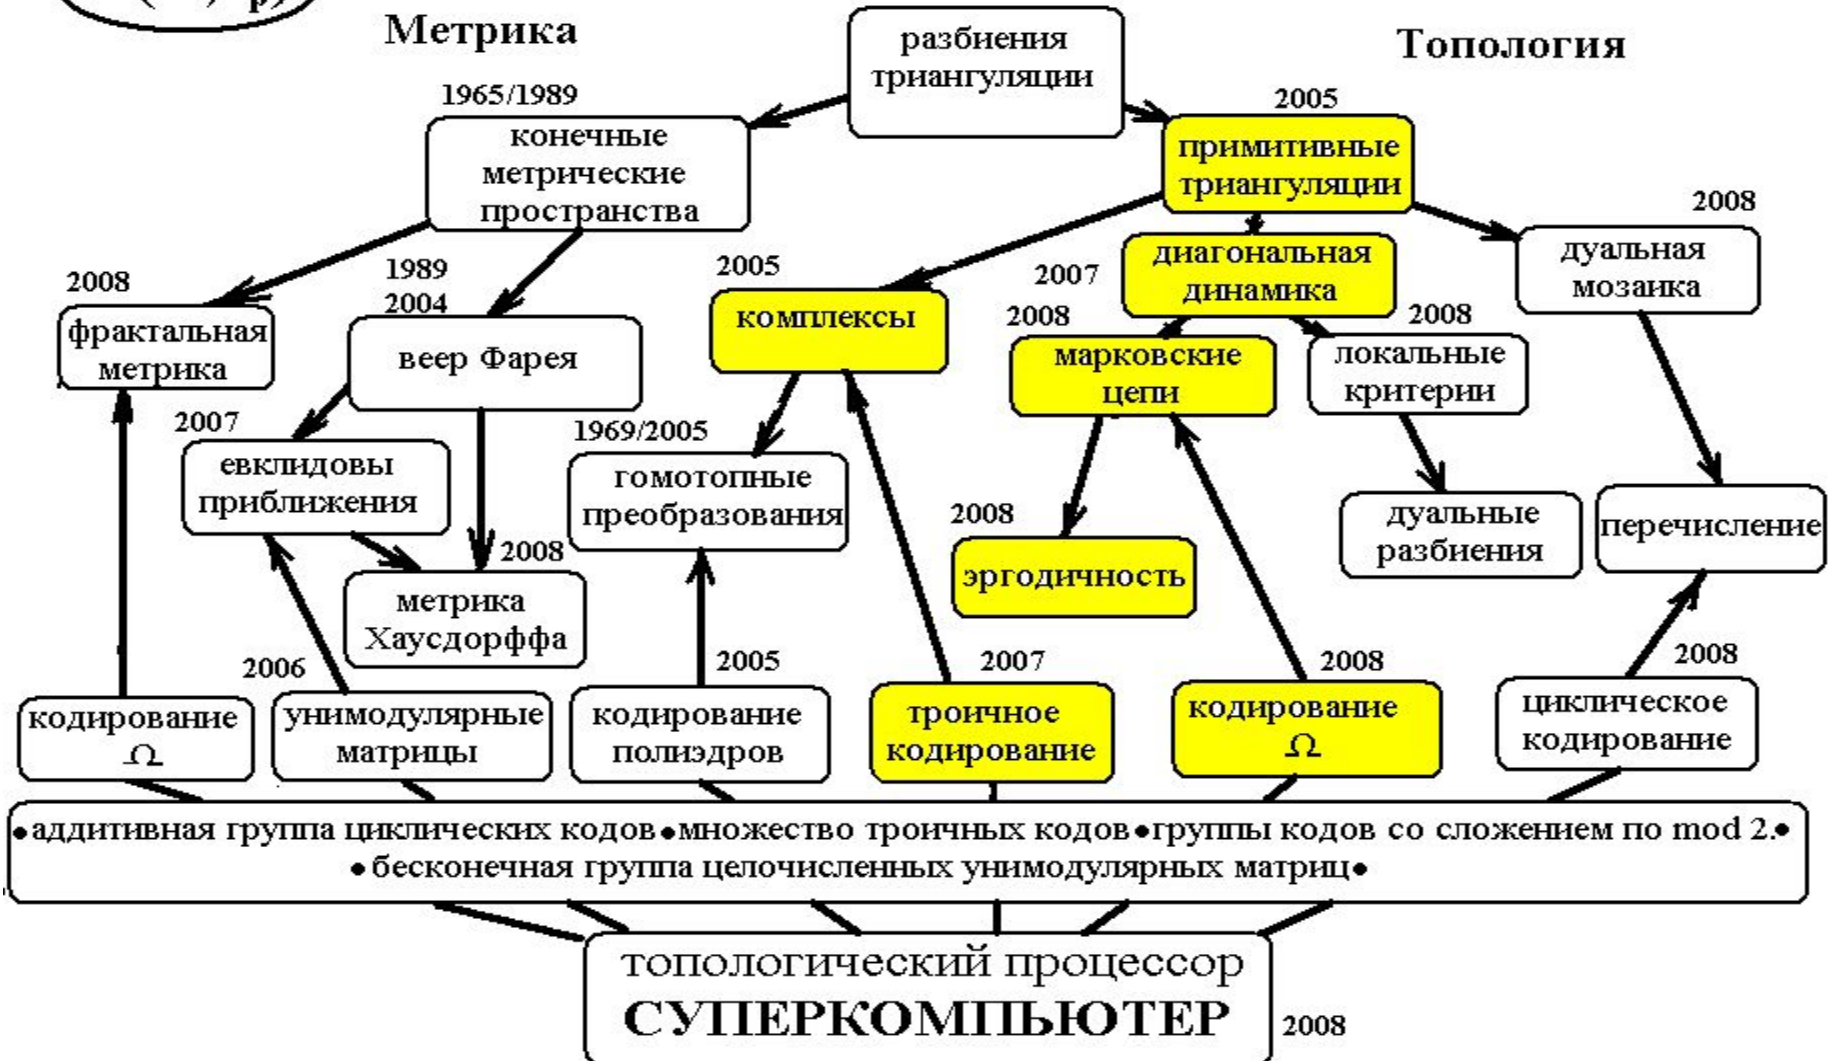 Метрика
разбиения
триангуляции
Топология
1965/1989
конечные
метрические
пространства
2005
примитивные
триангуляции
2008
дуальная
мозаика
2007
диагональная
динамика
2005
комплексы
2008
фрактальная
метрика
1989
2004
веер Фарея
2008
марковские
цепи
2008
локальные
критерии
2007
евклидовы
приближения
1969/2005
гомотопные
преобразования
2008
эргодичность
дуальные
разбиения
перечисление
2008
метрика
Хаусдорффа
кодирование
Ω
2006
унимодулярные
матрицы
2005
кодирование
полиэдров
2007
троичное
кодирование
2008
кодирование
Ω
2008
циклическое
кодирование
•аддитивная группа циклических кодов•множество троичных кодов•группы кодов со сложением по mod 2.•
•бесконечная группа целочисленных унимодулярных матриц•
топологический процессор
СУПЕРКОМПЬЮТЕР
2008